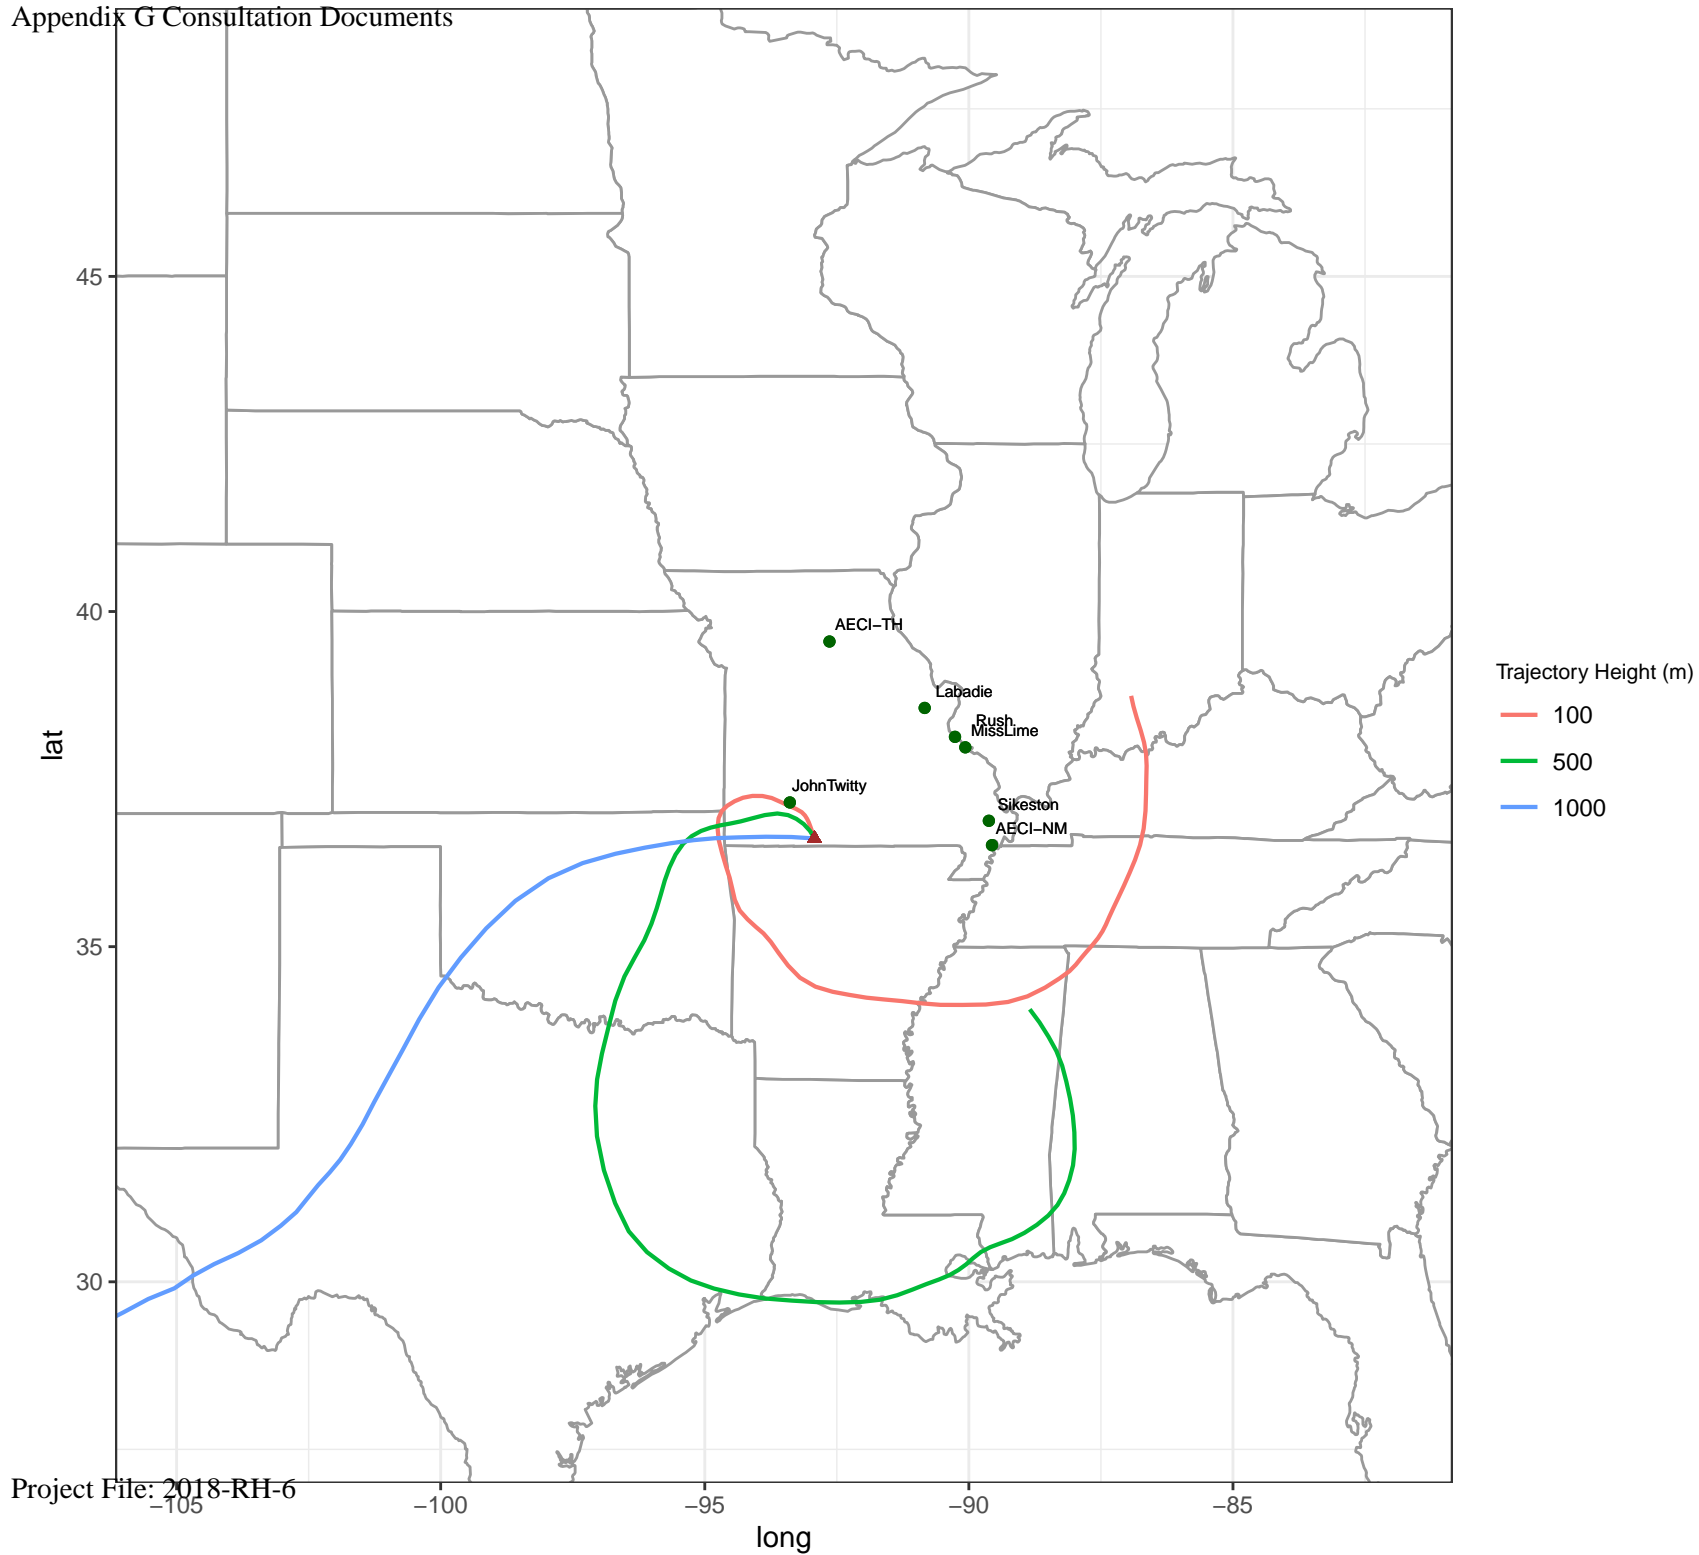 Appendix G Consultation Documents
45
40
35
30
lat
AECI−TH
Labadie
Rush
MissLime
JohnTwitty
Sikeston
AECI−NM
Trajectory Height (m)
100
500
1000
Project File: 2018-RH-6
−105
−100
−95
−90
−85
long